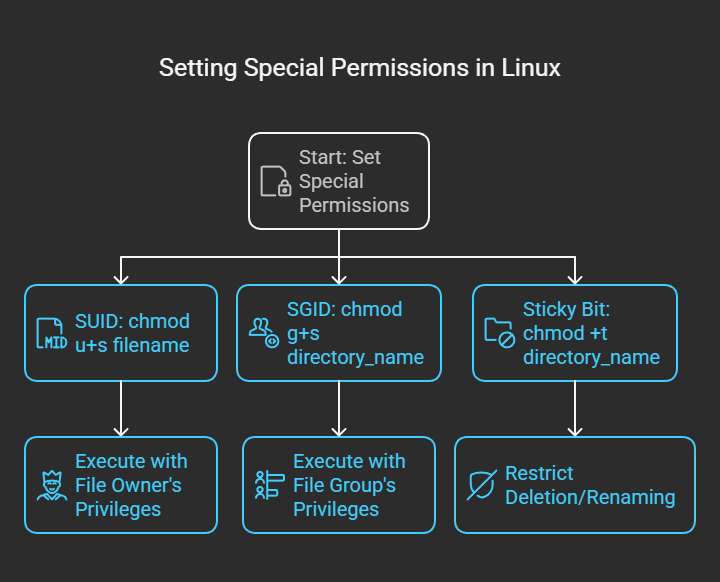 Setting Special Permissions in Linux
Start: Set
Special
Permissions
SUID: chmod
u+s filename
MID
SGID: chmod
g+s
directory_name
Sticky Bit:
chmod +t
directory_name
Execute with
File Owner's
Privileges
Execute with
File Group's
Privileges
Restrict
Deletion/Renaming